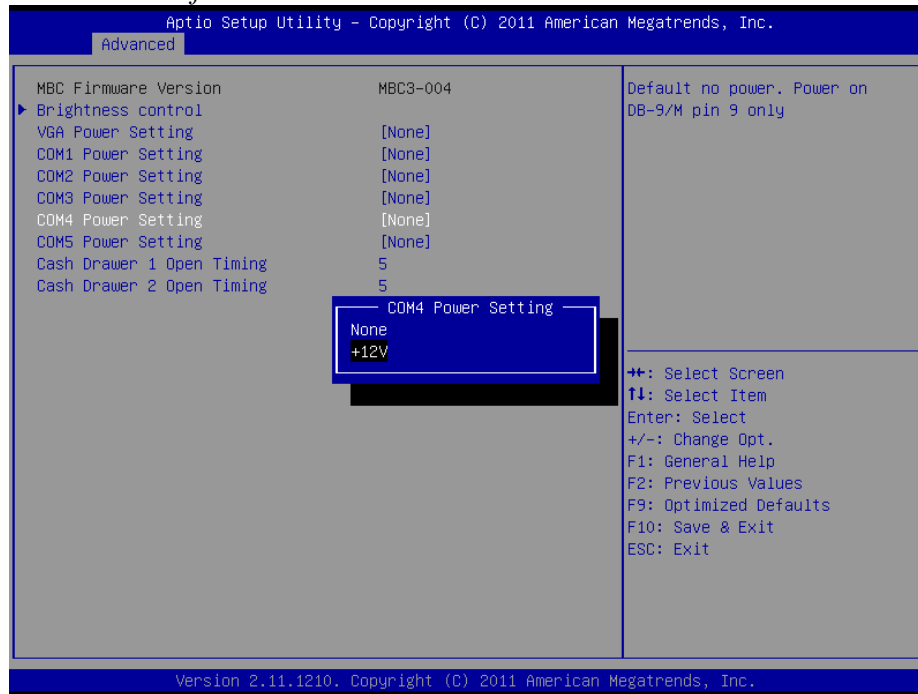 Aptio Setup Utility – Copyright (C) 2011 American Megatrends, Inc.
Advanced
MBC Firmware Version MBC3-004
Brightness control
VGA Power Setting [None]
COM1 Power Setting [None]
COM2 Power Setting [None]
COM3 Power Setting [None]
COM4 Power Setting [None]
COM5 Power Setting [None]
Cash Drawer 1 Open Timing 5
Cash Drawer 2 Open Timing 5
COM4 Power Setting
None
+12V
Default no power. Power on
DB-9/M pin 9 only
→←: Select Screen
↑↓: Select Item
Enter: Select
+/-: Change Opt.
F1: General Help
F2: Previous Values
F9: Optimized Defaults
F10: Save & Exit
ESC: Exit
Version 2.11.1210. Copyright (C) 2011 American Megatrends, Inc.